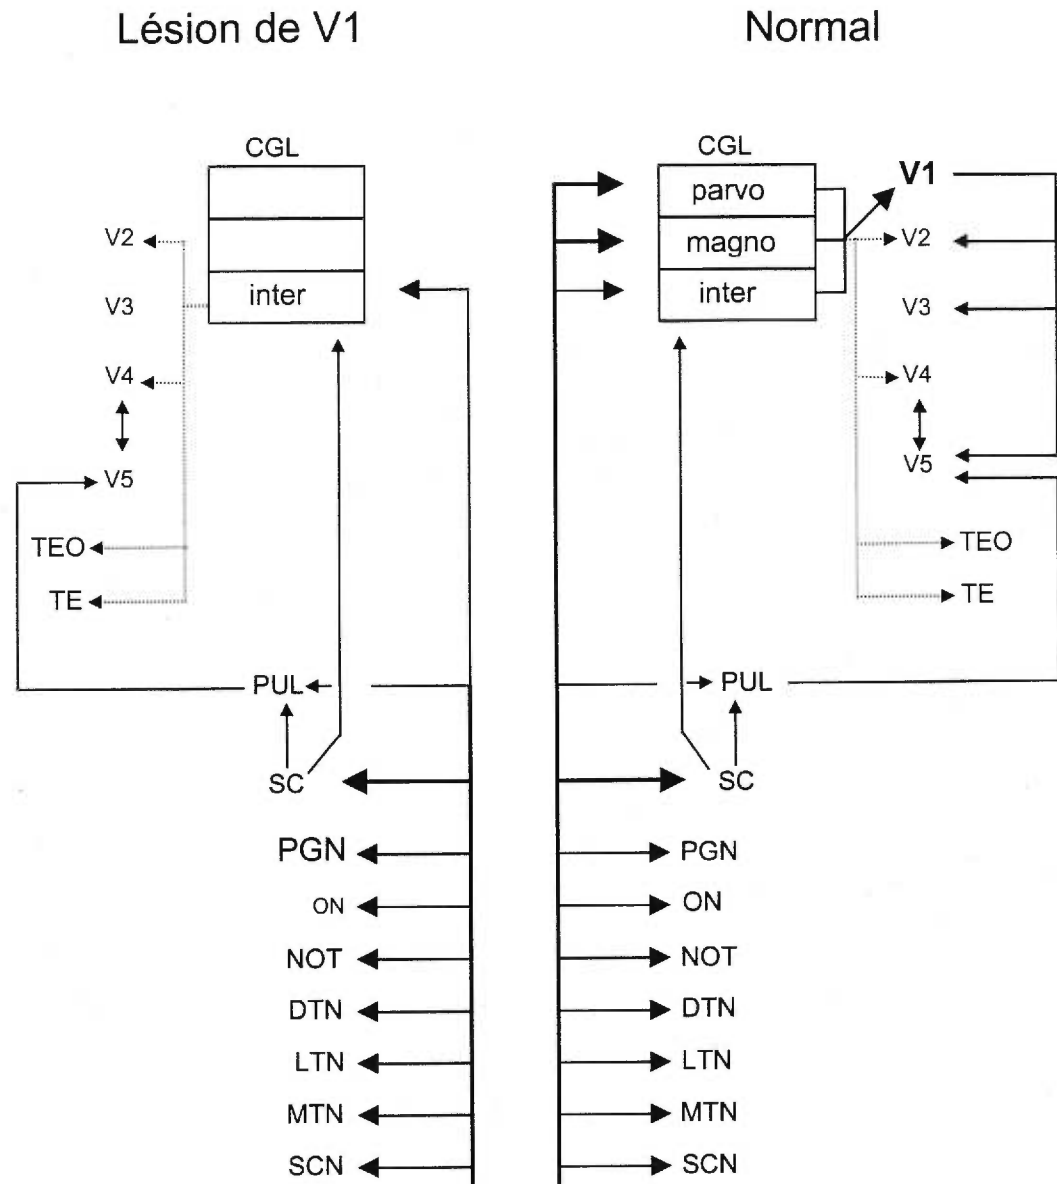 Lésion de V1
Normal
CGL
inter
V2
V3
V4
V5
TEO
TE
PUL
SC
PGN
ON
NOT
DTN
LTN
MTN
SCN
CGL
parvo
magno
inter
V1
V2
V3
V4
V5
TEO
TE
PUL
SC
PGN
ON
NOT
DTN
LTN
MTN
SCN